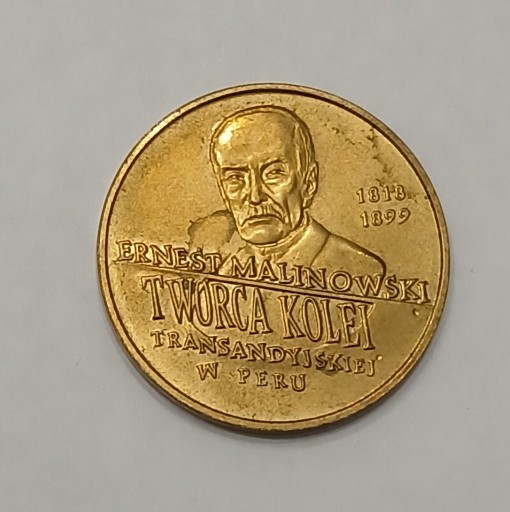 1818
1899
ERNEST MALINOWSKI
TWÓRCA KOLEI
TRANSANDYJSKIEJ
W PERU